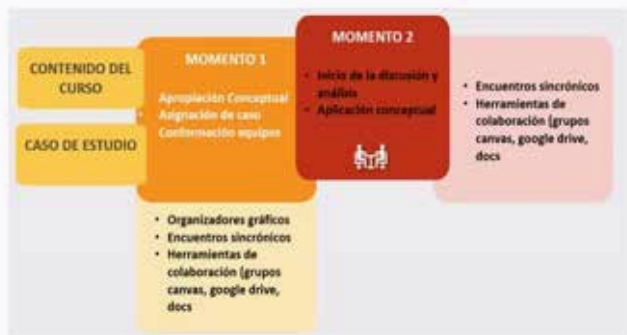 CONTENIDO DEL
CURSO
CASO DE ESTUDIO
MOMENTO 1
Apropiación Conceptual
• Asignación de caso
Conformación equipos
• Organizadores gráficos
• Encuentros sincrónicos
• Herramientas de
colaboración (grupos
canvas, google drive,
docs
MOMENTO 2
• Inicio de la discusión y
análisis
• Aplicación conceptual
• Encuentros sincrónicos
• Herramientas de
colaboración (grupos
canvas, google drive,
docs